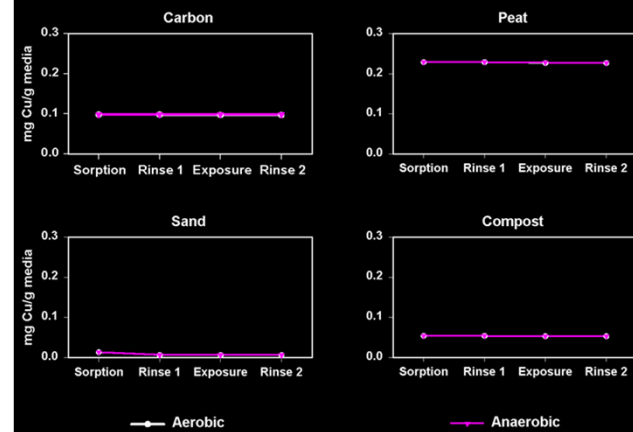 Carbon
Peat
mg Cu/g media
0.3
0.2
0.1
0.0
Sorption Rinse 1 Exposure Rinse 2
0.3
0.2
0.1
0.0
Sorption Rinse 1 Exposure Rinse 2
Sand
Compost
mg Cu/g media
0.3
0.2
0.1
0.0
Sorption Rinse 1 Exposure Rinse 2
0.3
0.2
0.1
0.0
Sorption Rinse 1 Exposure Rinse 2
Aerobic
Anaerobic